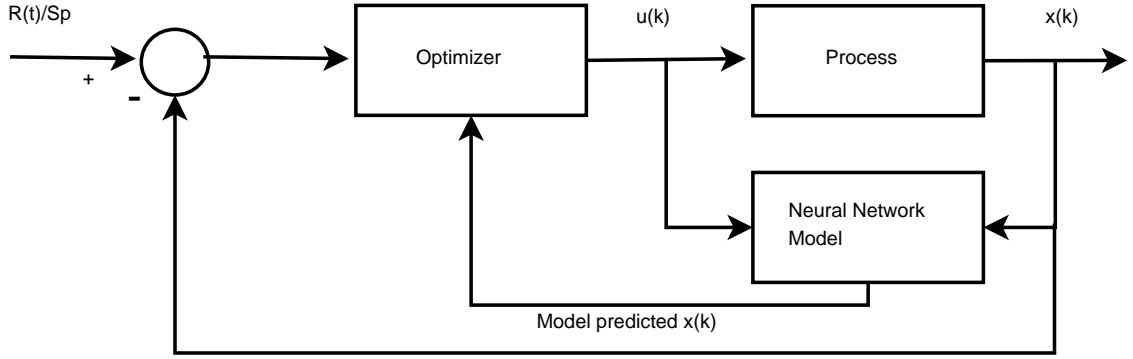 R(t)/Sp
u(k)
x(k)
+
-
Optimizer
Process
Neural Network
Model
Model predicted x(k)